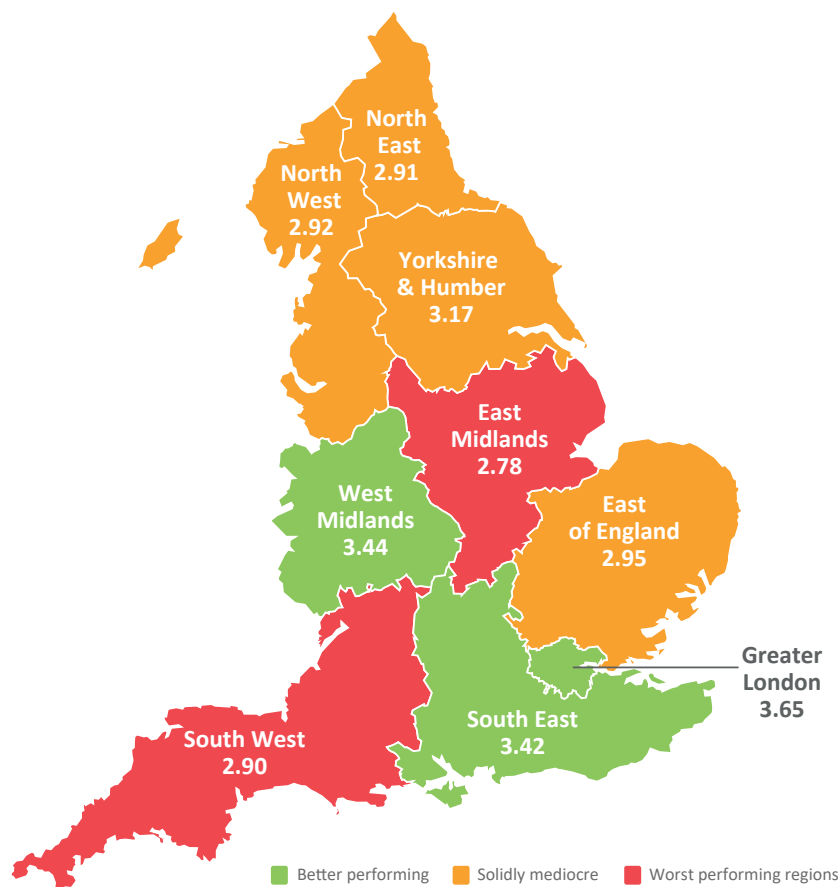 North
East
2.91
North
West
2.92
Yorkshire
& Humber
3.17
East
Midlands
2.78
West
Midlands
3.44
East
of England
2.95
Greater
London
3.65
South East
3.42
South West
2.90
Better performing
Solidly mediocre
Worst performing regions